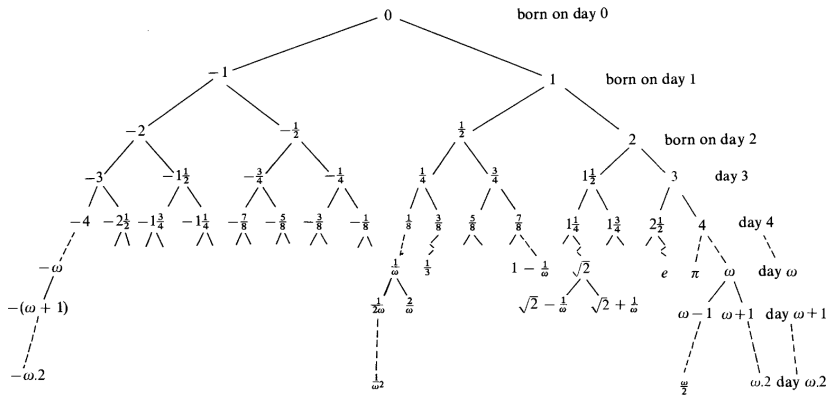 0 born on day 0
−1 1 born on day 1
−2 −½ ½ 2 born on day 2
−3 −1½ −¾ −¼ ¼ ¾ 1½ 3 day 3
−4 −2½ −1¾ −1¼ −⅞ −⅝ −⅜ −⅛ ⅛ ⅜ ⅝ ⅞ 1¼ 1¾ 2½ 4 day 4
−ω 1/ω ⅓ 1 − 1/ω √2 e π ω day ω
−(ω + 1) 1/2ω 2/ω √2 − 1/ω √2 + 1/ω ω − 1 ω + 1 day ω + 1
−ω.2 1/ω² ω/2 ω.2 day ω.2